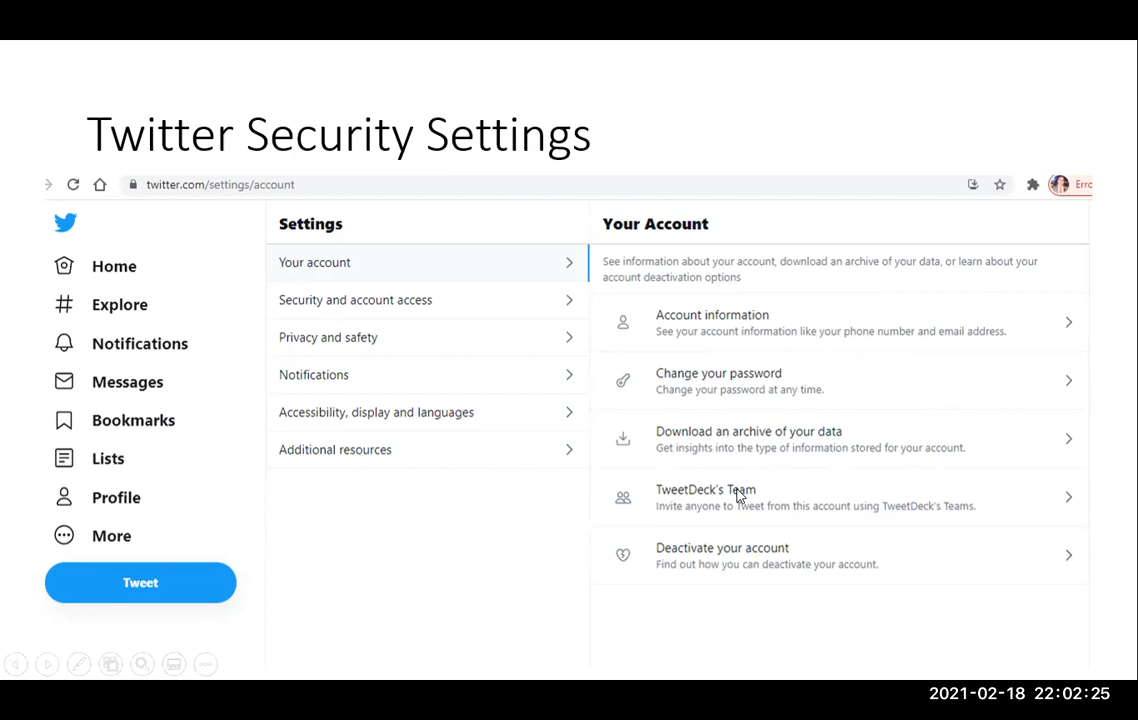 Twitter Security Settings
twitter.com/settings/account
Erro
Settings
Your Account
Home
Explore
Notifications
Messages
Bookmarks
Lists
Profile
More
Tweet
Your account
Security and account access
Privacy and safety
Notifications
Accessibility, display and languages
Additional resources
See information about your account, download an archive of your data, or learn about your
account deactivation options
Account information
See your account information like your phone number and email address.
Change your password
Change your password at any time.
Download an archive of your data
Get insights into the type of information stored for your account.
TweetDeck's Team
Invite anyone to Tweet from this account using TweetDeck's Teams.
Deactivate your account
Find out how you can deactivate your account.
2021-02-18 22:02:25